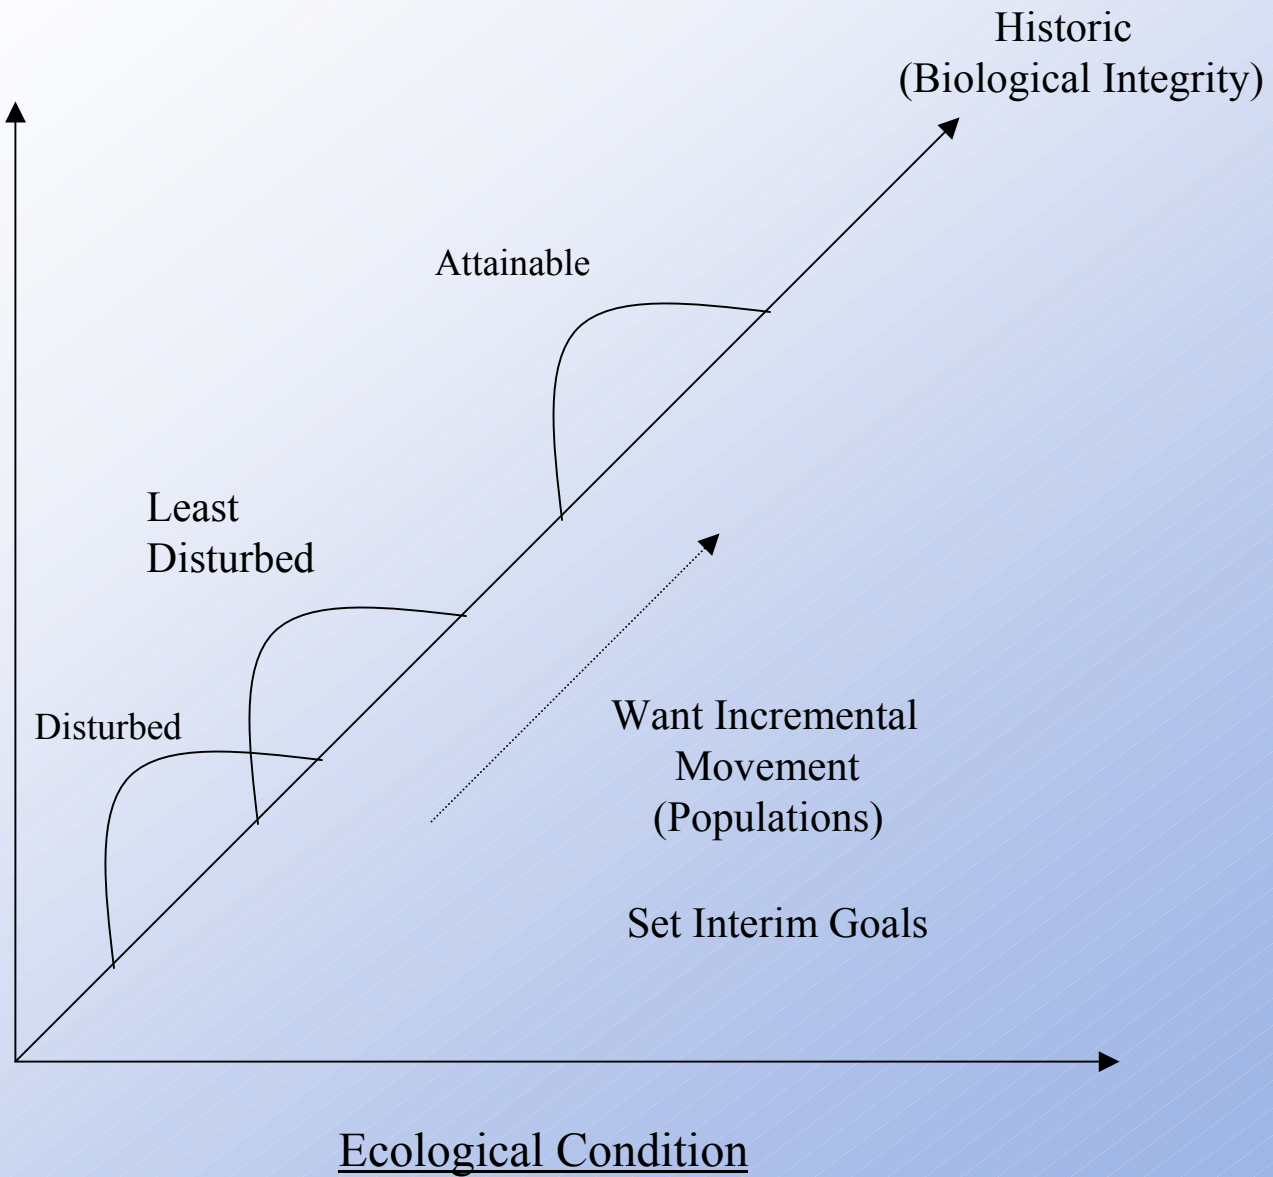 Historic
(Biological Integrity)
Attainable
Least
Disturbed
Disturbed
Want Incremental
Movement
(Populations)
Set Interim Goals
Ecological Condition